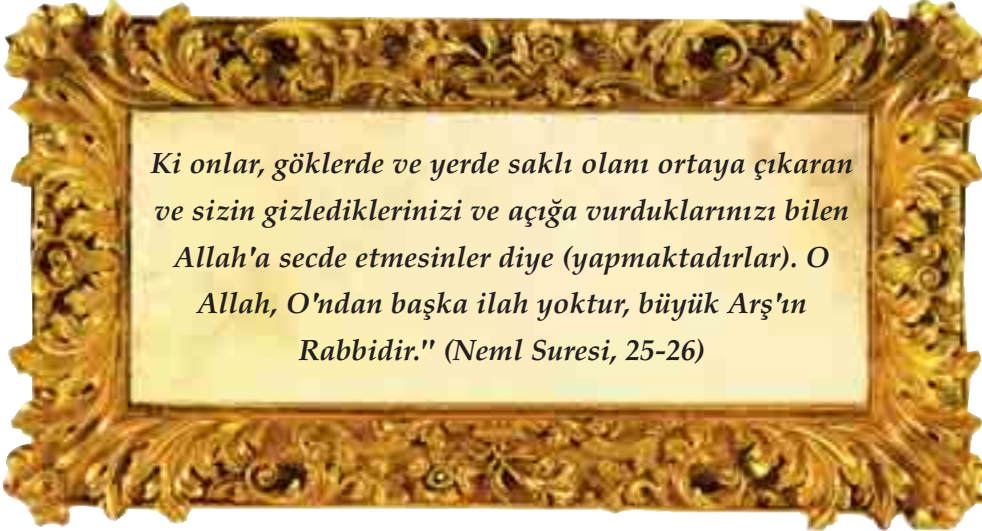 Ki onlar, göklerde ve yerde saklı olanı ortaya çıkaran
ve sizin gizlediklerinizi ve açığa vurduklarınızı bilen
Allah'a secde etmesinler diye (yapmaktadırlar). O
Allah, O'ndan başka ilah yoktur, büyük Arş'ın
Rabbidir." (Neml Suresi, 25-26)